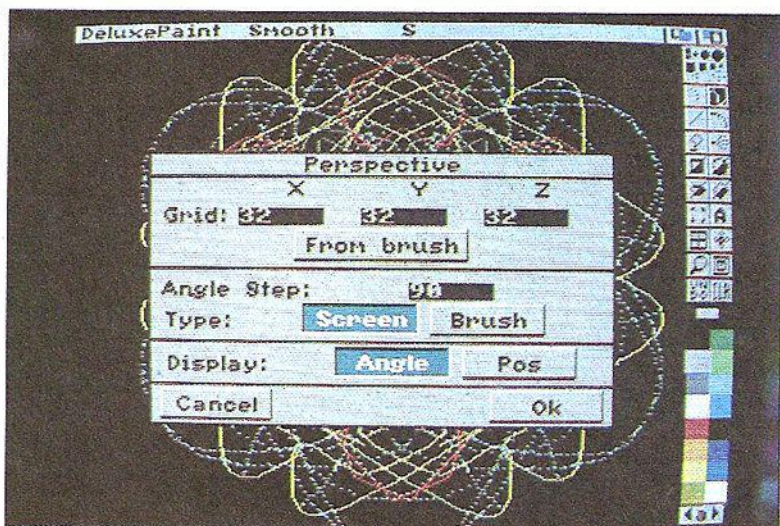 DeluxePaint Smooth S
Perspective
X Y Z
Grid: 32 32 32
From brush
Angle Step: 90
Type: Screen Brush
Display: Angle Pos
Cancel Ok
A
a